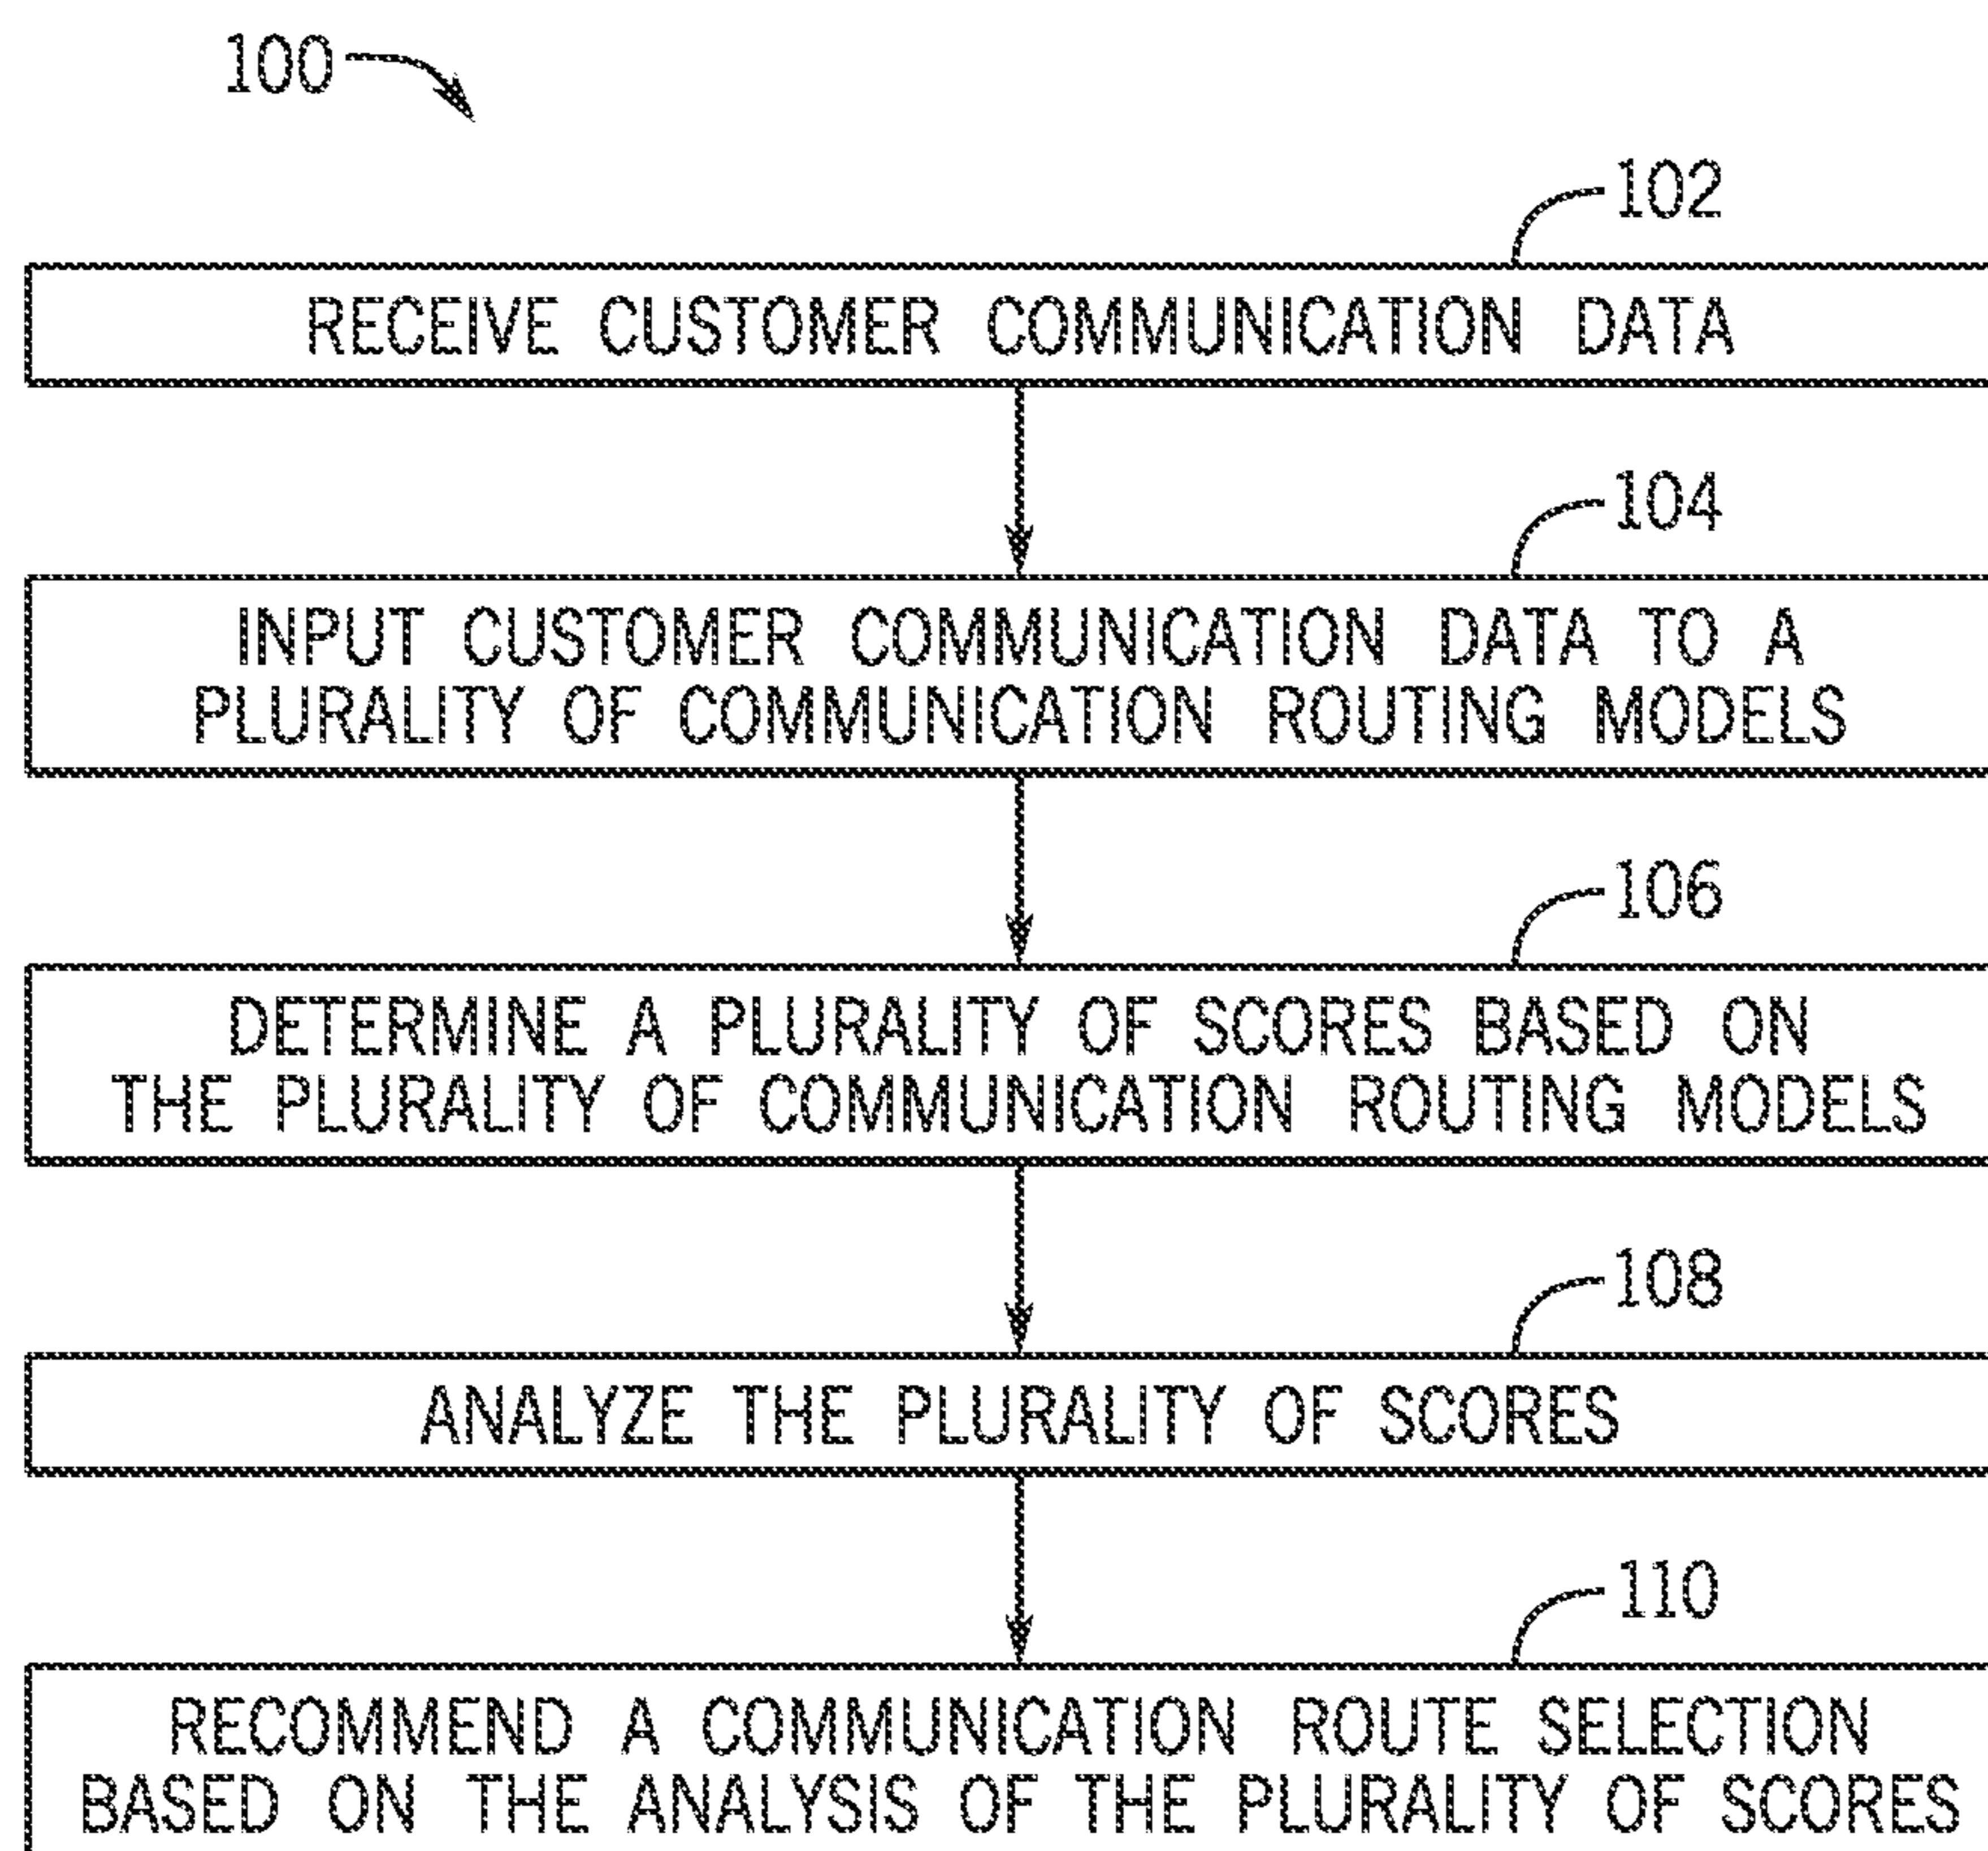 100
102
RECEIVE CUSTOMER COMMUNICATION DATA
104
INPUT CUSTOMER COMMUNICATION DATA TO A
PLURALITY OF COMMUNICATION ROUTING MODELS
106
DETERMINE A PLURALITY OF SCORES BASED ON
THE PLURALITY OF COMMUNICATION ROUTING MODELS
108
ANALYZE THE PLURALITY OF SCORES
110
RECOMMEND A COMMUNICATION ROUTE SELECTION
BASED ON THE ANALYSIS OF THE PLURALITY OF SCORES